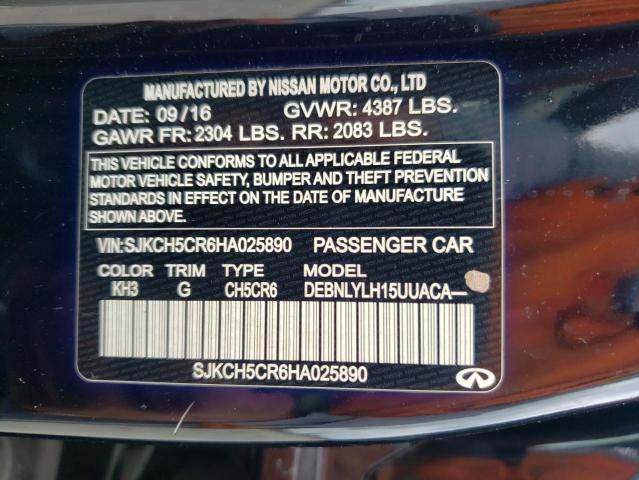 MANUFACTURED BY NISSAN MOTOR CO., LTD
DATE: 09/16 GVWR: 4387 LBS.
GAWR FR: 2304 LBS. RR: 2083 LBS.
THIS VEHICLE CONFORMS TO ALL APPLICABLE FEDERAL
MOTOR VEHICLE SAFETY, BUMPER AND THEFT PREVENTION
STANDARDS IN EFFECT ON THE DATE OF MANUFACTURE
SHOWN ABOVE.
VIN:SJKCH5CR6HA025890 PASSENGER CAR
COLOR TRIM TYPE MODEL
KH3 G CH5CR6 DEBNLYLH15UUACA—
SJKCH5CR6HA025890